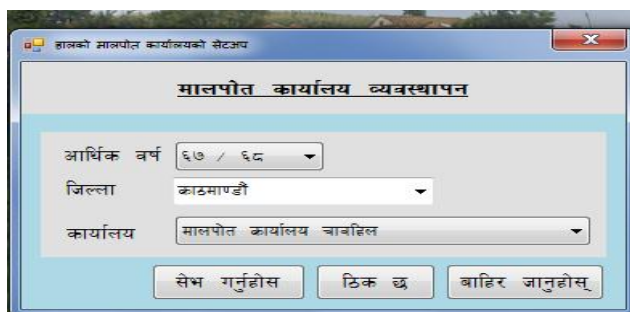 हालको मालपोत कार्यालयको सेटअप
मालपोत कार्यालय व्यवस्थापन
आर्थिक वर्ष ६७ / ६८
जिल्ला काठमाण्डौं
कार्यालय मालपोत कार्यालय चाबहिल
सेभ गर्नुहोस ठिक छ बाहिर जानुहोस्